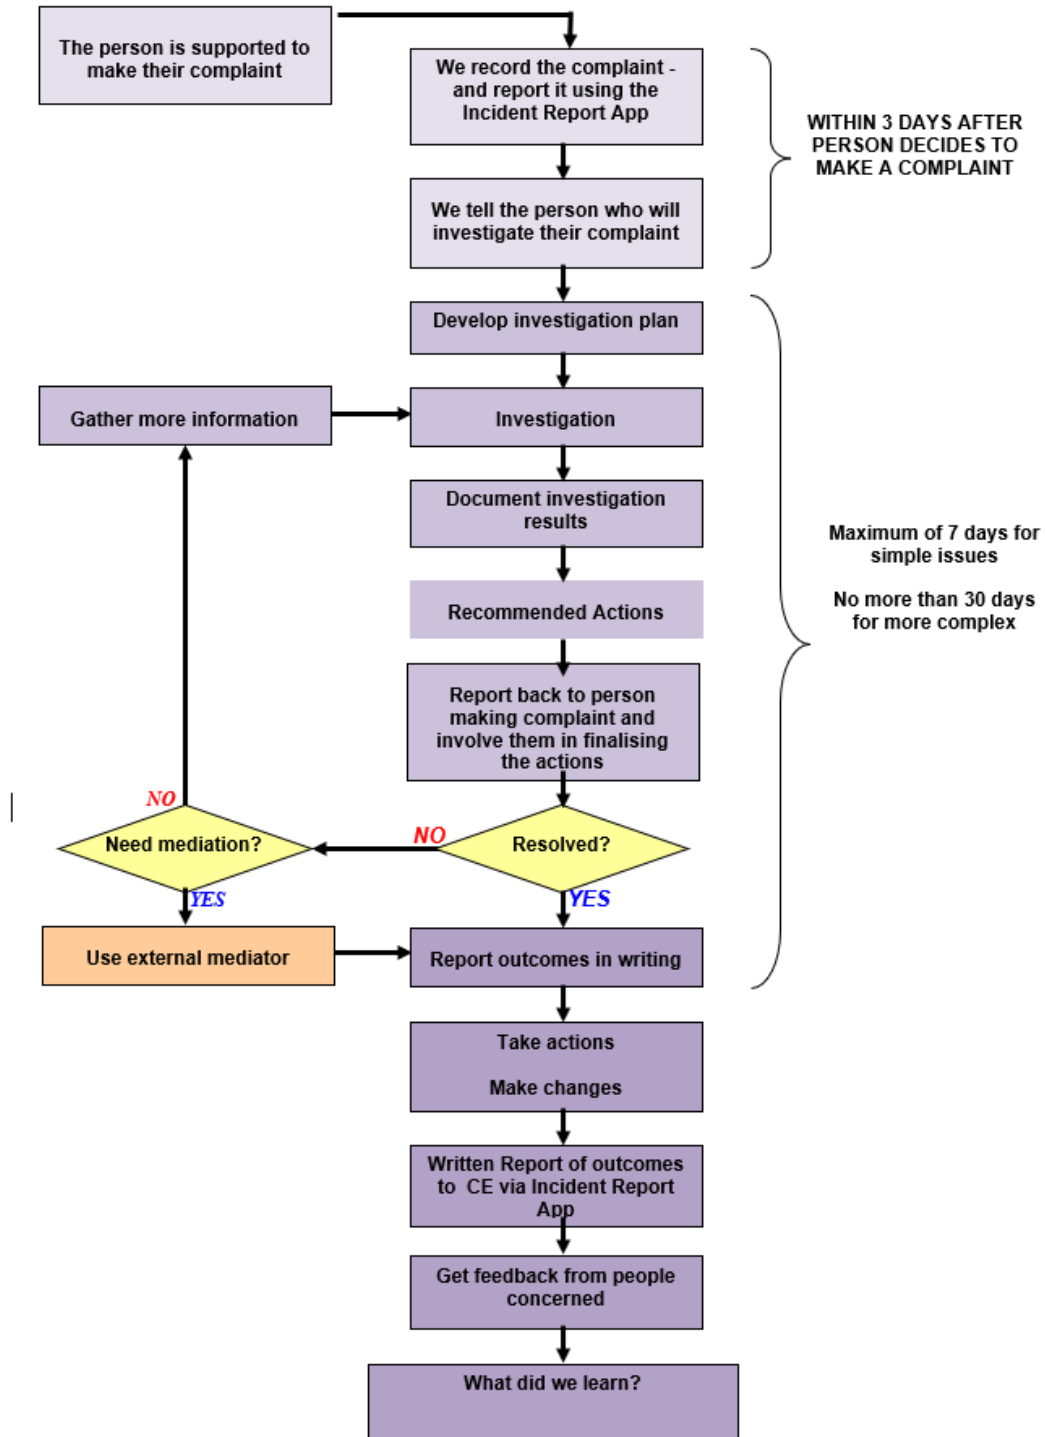 The person is supported to
make their complaint
We record the complaint -
and report it using the
Incident Report App
WITHIN 3 DAYS AFTER
PERSON DECIDES TO
MAKE A COMPLAINT
We tell the person who will
investigate their complaint
Develop investigation plan
Gather more information
Investigation
Document investigation
results
Maximum of 7 days for
simple issues
No more than 30 days
for more complex
Recommended Actions
Report back to person
making complaint and
involve them in finalising
the actions
NO
Need mediation?
NO
Resolved?
YES
YES
Use external mediator
Report outcomes in writing
Take actions
Make changes
Written Report of outcomes
to CE via Incident Report
App
Get feedback from people
concerned
What did we learn?